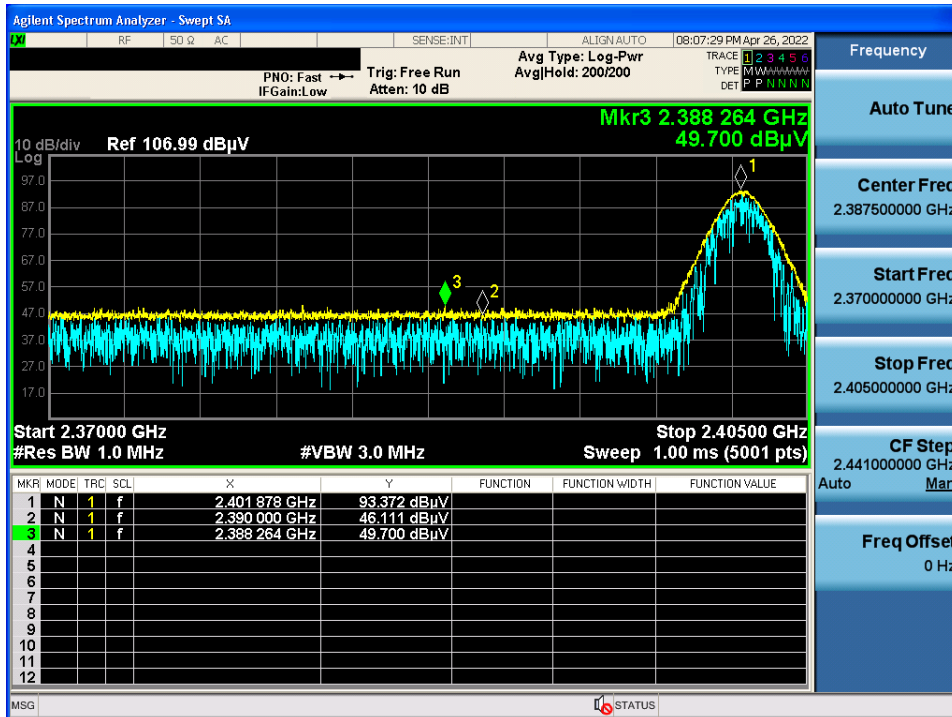 Agilent Spectrum Analyzer - Swept SA
LXI RF 50 Ω AC SENSE:INT ALIGN AUTO 08:07:29 PM Apr 26, 2022
Frequency
PNO: Fast
IFGain:Low
Trig: Free Run
Atten: 10 dB
Avg Type: Log-Pwr
Avg|Hold: 200/200
TRACE 1 2 3 4 5 6
TYPE MWWWWW
DET P P N N N N
Auto Tune
Mkr3 2.388 264 GHz
49.700 dBµV
10 dB/div Ref 106.99 dBµV
Log
97.0
87.0
77.0
67.0
57.0
47.0
37.0
27.0
17.0
1
3
2
Start 2.37000 GHz Stop 2.40500 GHz
#Res BW 1.0 MHz #VBW 3.0 MHz Sweep 1.00 ms (5001 pts)
Center Freq
2.387500000 GHz
Start Freq
2.370000000 GHz
Stop Freq
2.405000000 GHz
CF Step
2.441000000 GHz
Auto Man
Freq Offset
0 Hz
MKR MODE TRC SCL X Y FUNCTION FUNCTION WIDTH FUNCTION VALUE
1 N 1 f 2.401 878 GHz 93.372 dBµV
2 N 1 f 2.390 000 GHz 46.111 dBµV
3 N 1 f 2.388 264 GHz 49.700 dBµV
4
5
6
7
8
9
10
11
12
MSG STATUS